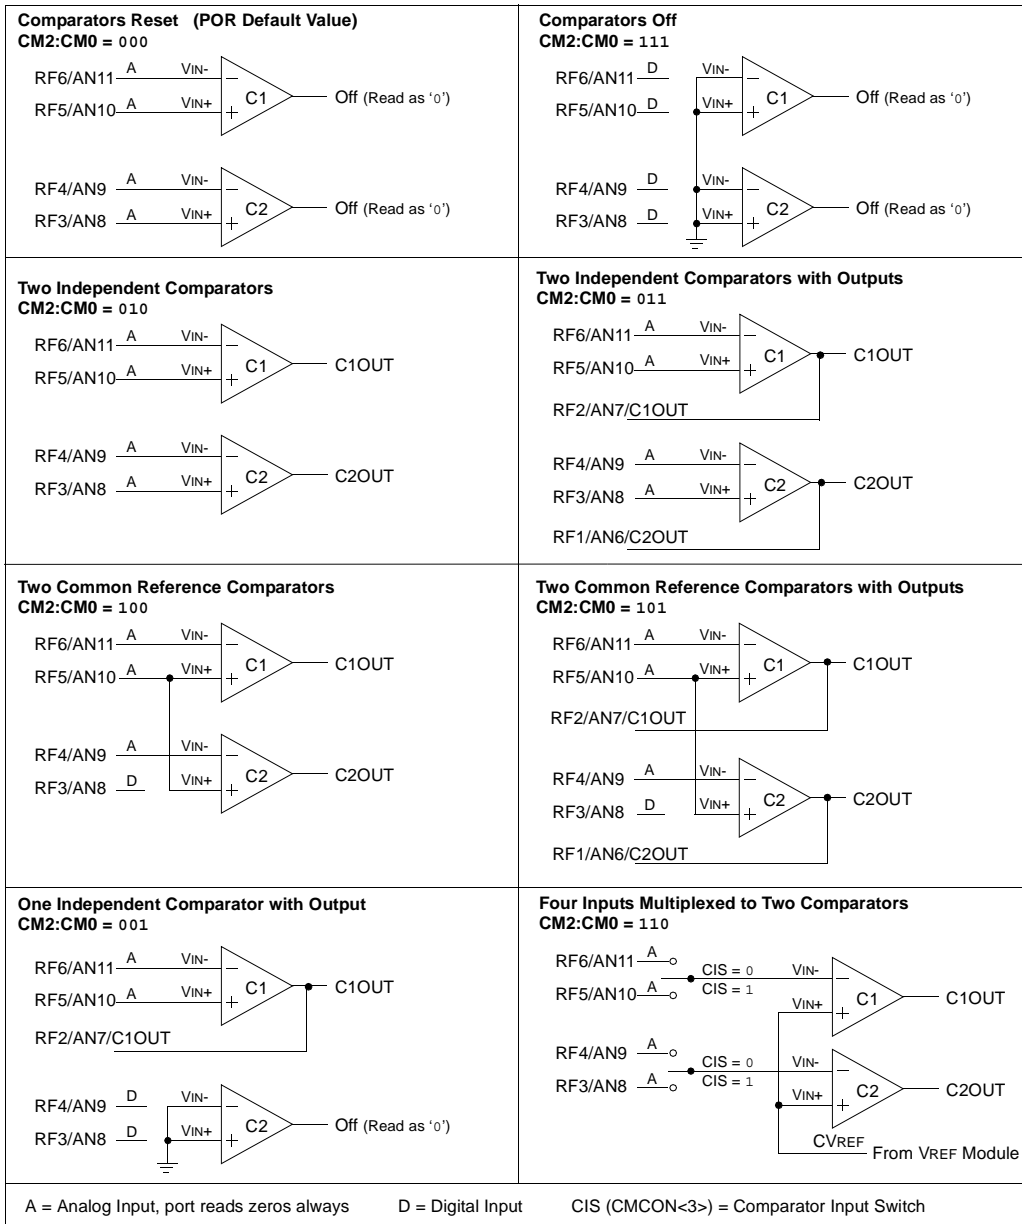 Comparators Reset (POR Default Value)
CM2:CM0 = 000
RF6/AN11 A VIN-
RF5/AN10 A VIN+
C1
Off (Read as ‘0’)
RF4/AN9 A VIN-
RF3/AN8 A VIN+
C2
Off (Read as ‘0’)
Comparators Off
CM2:CM0 = 111
RF6/AN11 D VIN-
RF5/AN10 D VIN+
C1
Off (Read as ‘0’)
RF4/AN9 D VIN-
RF3/AN8 D VIN+
C2
Off (Read as ‘0’)
Two Independent Comparators
CM2:CM0 = 010
RF6/AN11 A VIN-
RF5/AN10 A VIN+
C1
C1OUT
RF4/AN9 A VIN-
RF3/AN8 A VIN+
C2
C2OUT
Two Independent Comparators with Outputs
CM2:CM0 = 011
RF6/AN11 A VIN-
RF5/AN10 A VIN+
C1
C1OUT
RF2/AN7/C1OUT
RF4/AN9 A VIN-
RF3/AN8 A VIN+
C2
C2OUT
RF1/AN6/C2OUT
Two Common Reference Comparators
CM2:CM0 = 100
RF6/AN11 A VIN-
RF5/AN10 A VIN+
C1
C1OUT
RF4/AN9 A VIN-
RF3/AN8 D VIN+
C2
C2OUT
Two Common Reference Comparators with Outputs
CM2:CM0 = 101
RF6/AN11 A VIN-
RF5/AN10 A VIN+
C1
C1OUT
RF2/AN7/C1OUT
RF4/AN9 A VIN-
RF3/AN8 D VIN+
C2
C2OUT
RF1/AN6/C2OUT
One Independent Comparator with Output
CM2:CM0 = 001
RF6/AN11 A VIN-
RF5/AN10 A VIN+
C1
C1OUT
RF2/AN7/C1OUT
RF4/AN9 D VIN-
RF3/AN8 D VIN+
C2
Off (Read as ‘0’)
Four Inputs Multiplexed to Two Comparators
CM2:CM0 = 110
RF6/AN11 A
CIS = 0 VIN-
RF5/AN10 A
CIS = 1
VIN+
C1
C1OUT
RF4/AN9 A
CIS = 0 VIN-
RF3/AN8 A
CIS = 1
VIN+
C2
C2OUT
CVREF
From VREF Module
A = Analog Input, port reads zeros always D = Digital Input CIS (CMCON<3>) = Comparator Input Switch